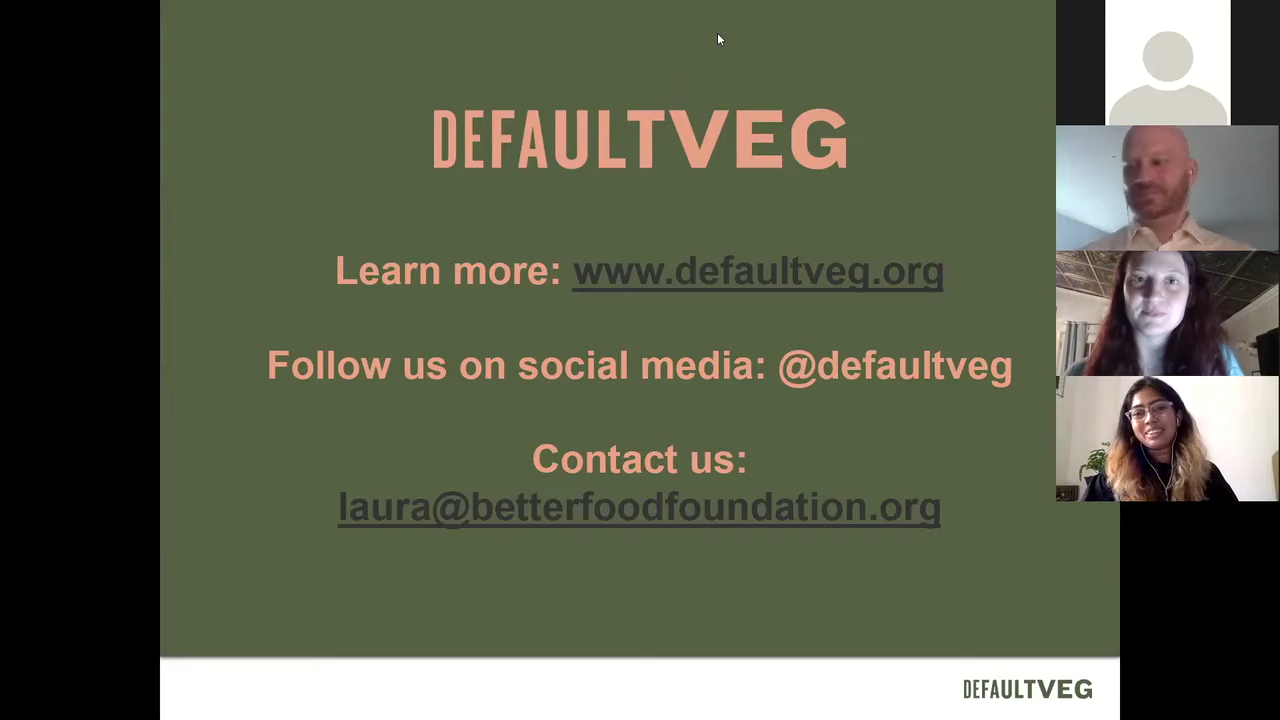 DEFAULTVEG
Learn more: www.defaultveg.org
Follow us on social media: @defaultveg
Contact us:
laura@betterfoodfoundation.org
DEFAULTVEG